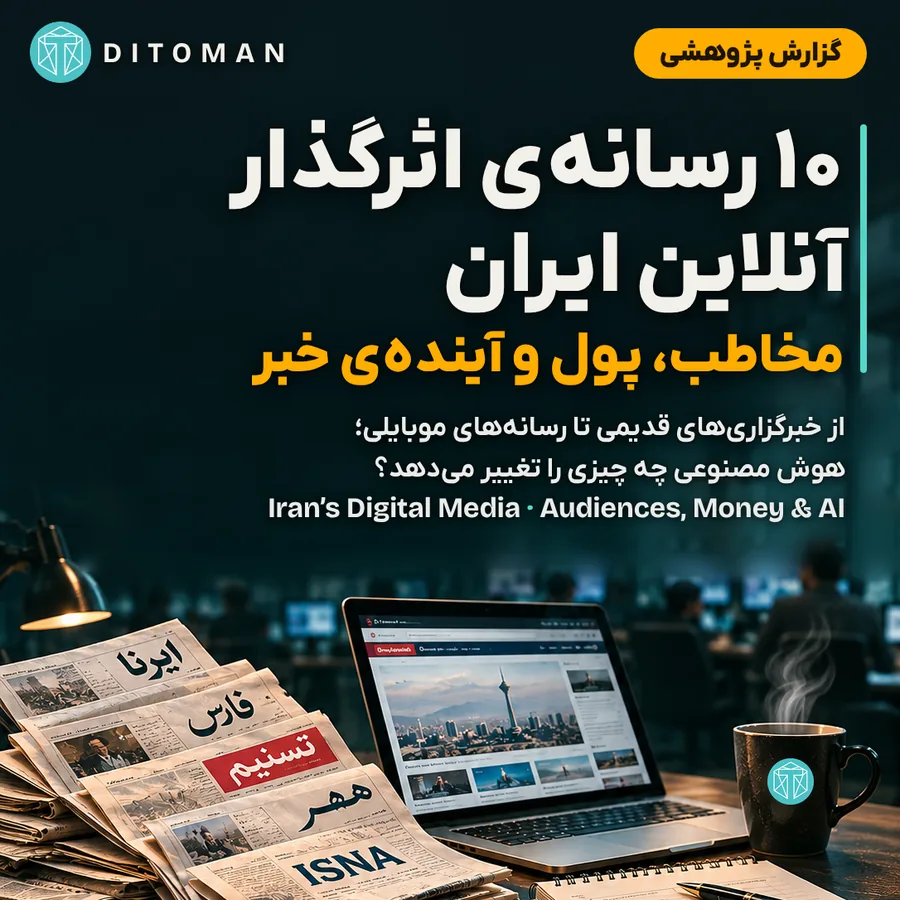 DITOMAN
گزارش پژوهشی
۱۰ رسانه‌ی اثرگذار
آنلاین ایران
مخاطب، پول و آینده‌ی خبر
از خبرگزاری‌های قدیمی تا رسانه‌های موبایلی؛
هوش مصنوعی چه چیزی را تغییر می‌دهد؟
Iran’s Digital Media · Audiences, Money & AI
ایرنا
فارس
تسنیم
مهر
ISNA